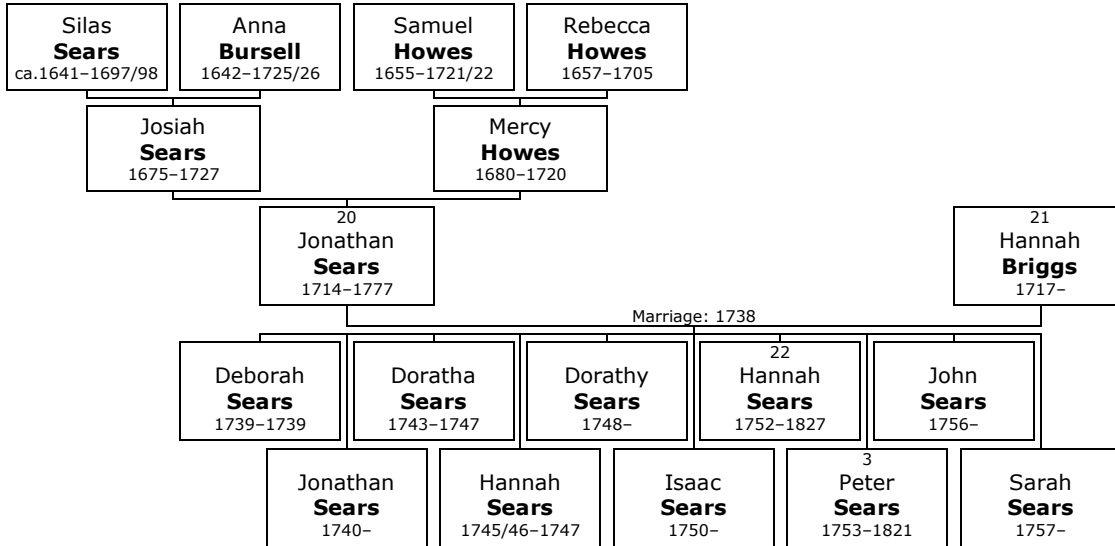 Silas
Sears
ca.1641–1697/98
Anna
Bursell
1642–1725/26
Samuel
Howes
1655–1721/22
Rebecca
Howes
1657–1705
Josiah
Sears
1675–1727
Mercy
Howes
1680–1720
20
Jonathan
Sears
1714–1777
21
Hannah
Briggs
1717–
Marriage: 1738
Deborah
Sears
1739–1739
Doratha
Sears
1743–1747
Dorathy
Sears
1748–
22
Hannah
Sears
1752–1827
John
Sears
1756–
Jonathan
Sears
1740–
Hannah
Sears
1745/46–1747
Isaac
Sears
1750–
3
Peter
Sears
1753–1821
Sarah
Sears
1757–